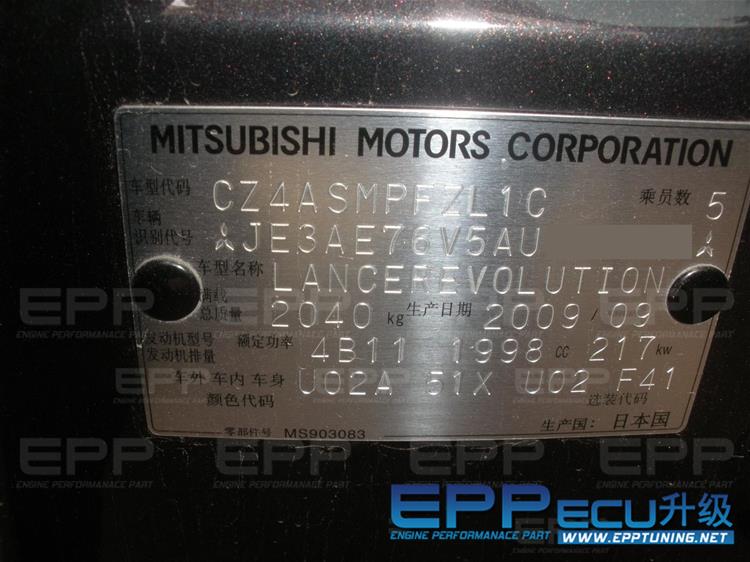 MITSUBISHI MOTORS CORPORATION
车型代码 CZ4ASMPFZL1C 乘员数 5
车辆
识别代号 JE3AE76V5AU
车型名称 LANCEREVOLUTION
满载
总质量 2040 kg 生产日期 2009/09
发动机型号 额定功率 4B11 1998 cc 217 kw
发动机排量
车外 车内 车身 U02A 51X U02 F41
颜色代码 选装代码
生产国: 日本国
零部件号 MS903083
EPP ECU升级
ENGINE PERFORMANACE PART WWW.EPPTUNING.NET
EPP
ENGINE PERFORMANACE PART